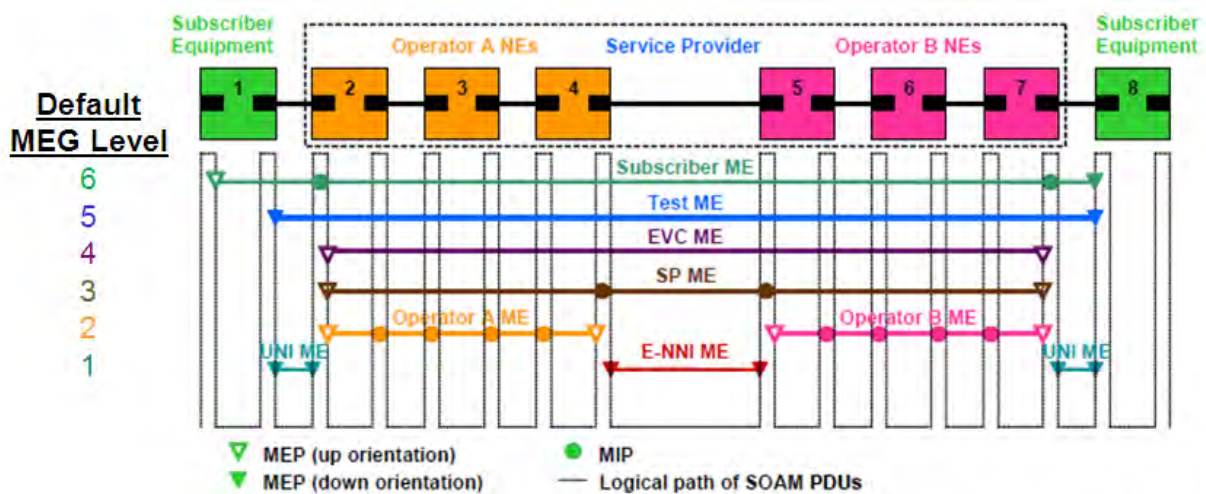 Subscriber
Equipment
Operator A NEs
Service Provider
Operator B NEs
Subscriber
Equipment
1
2
3
4
5
6
7
8
Default
MEG Level
6
Subscriber ME
5
Test ME
4
EVC ME
3
SP ME
2
Operator A ME
Operator B ME
1
UNI ME
E-NNI ME
UNI ME
MEP (up orientation)
MIP
MEP (down orientation)
Logical path of SOAM PDUs